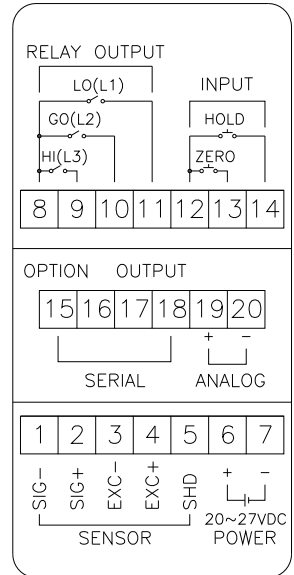 RELAY OUTPUT
LO(L1)
INPUT
GO(L2)
HOLD
HI(L3)
ZERO
8 9 10 11 12 13 14
OPTION OUTPUT
15 16 17 18 19 20
+ −
SERIAL ANALOG
1 2 3 4 5 6 7
SIG− SIG+ EXC− EXC+ SHD + −
20~27VDC
SENSOR POWER